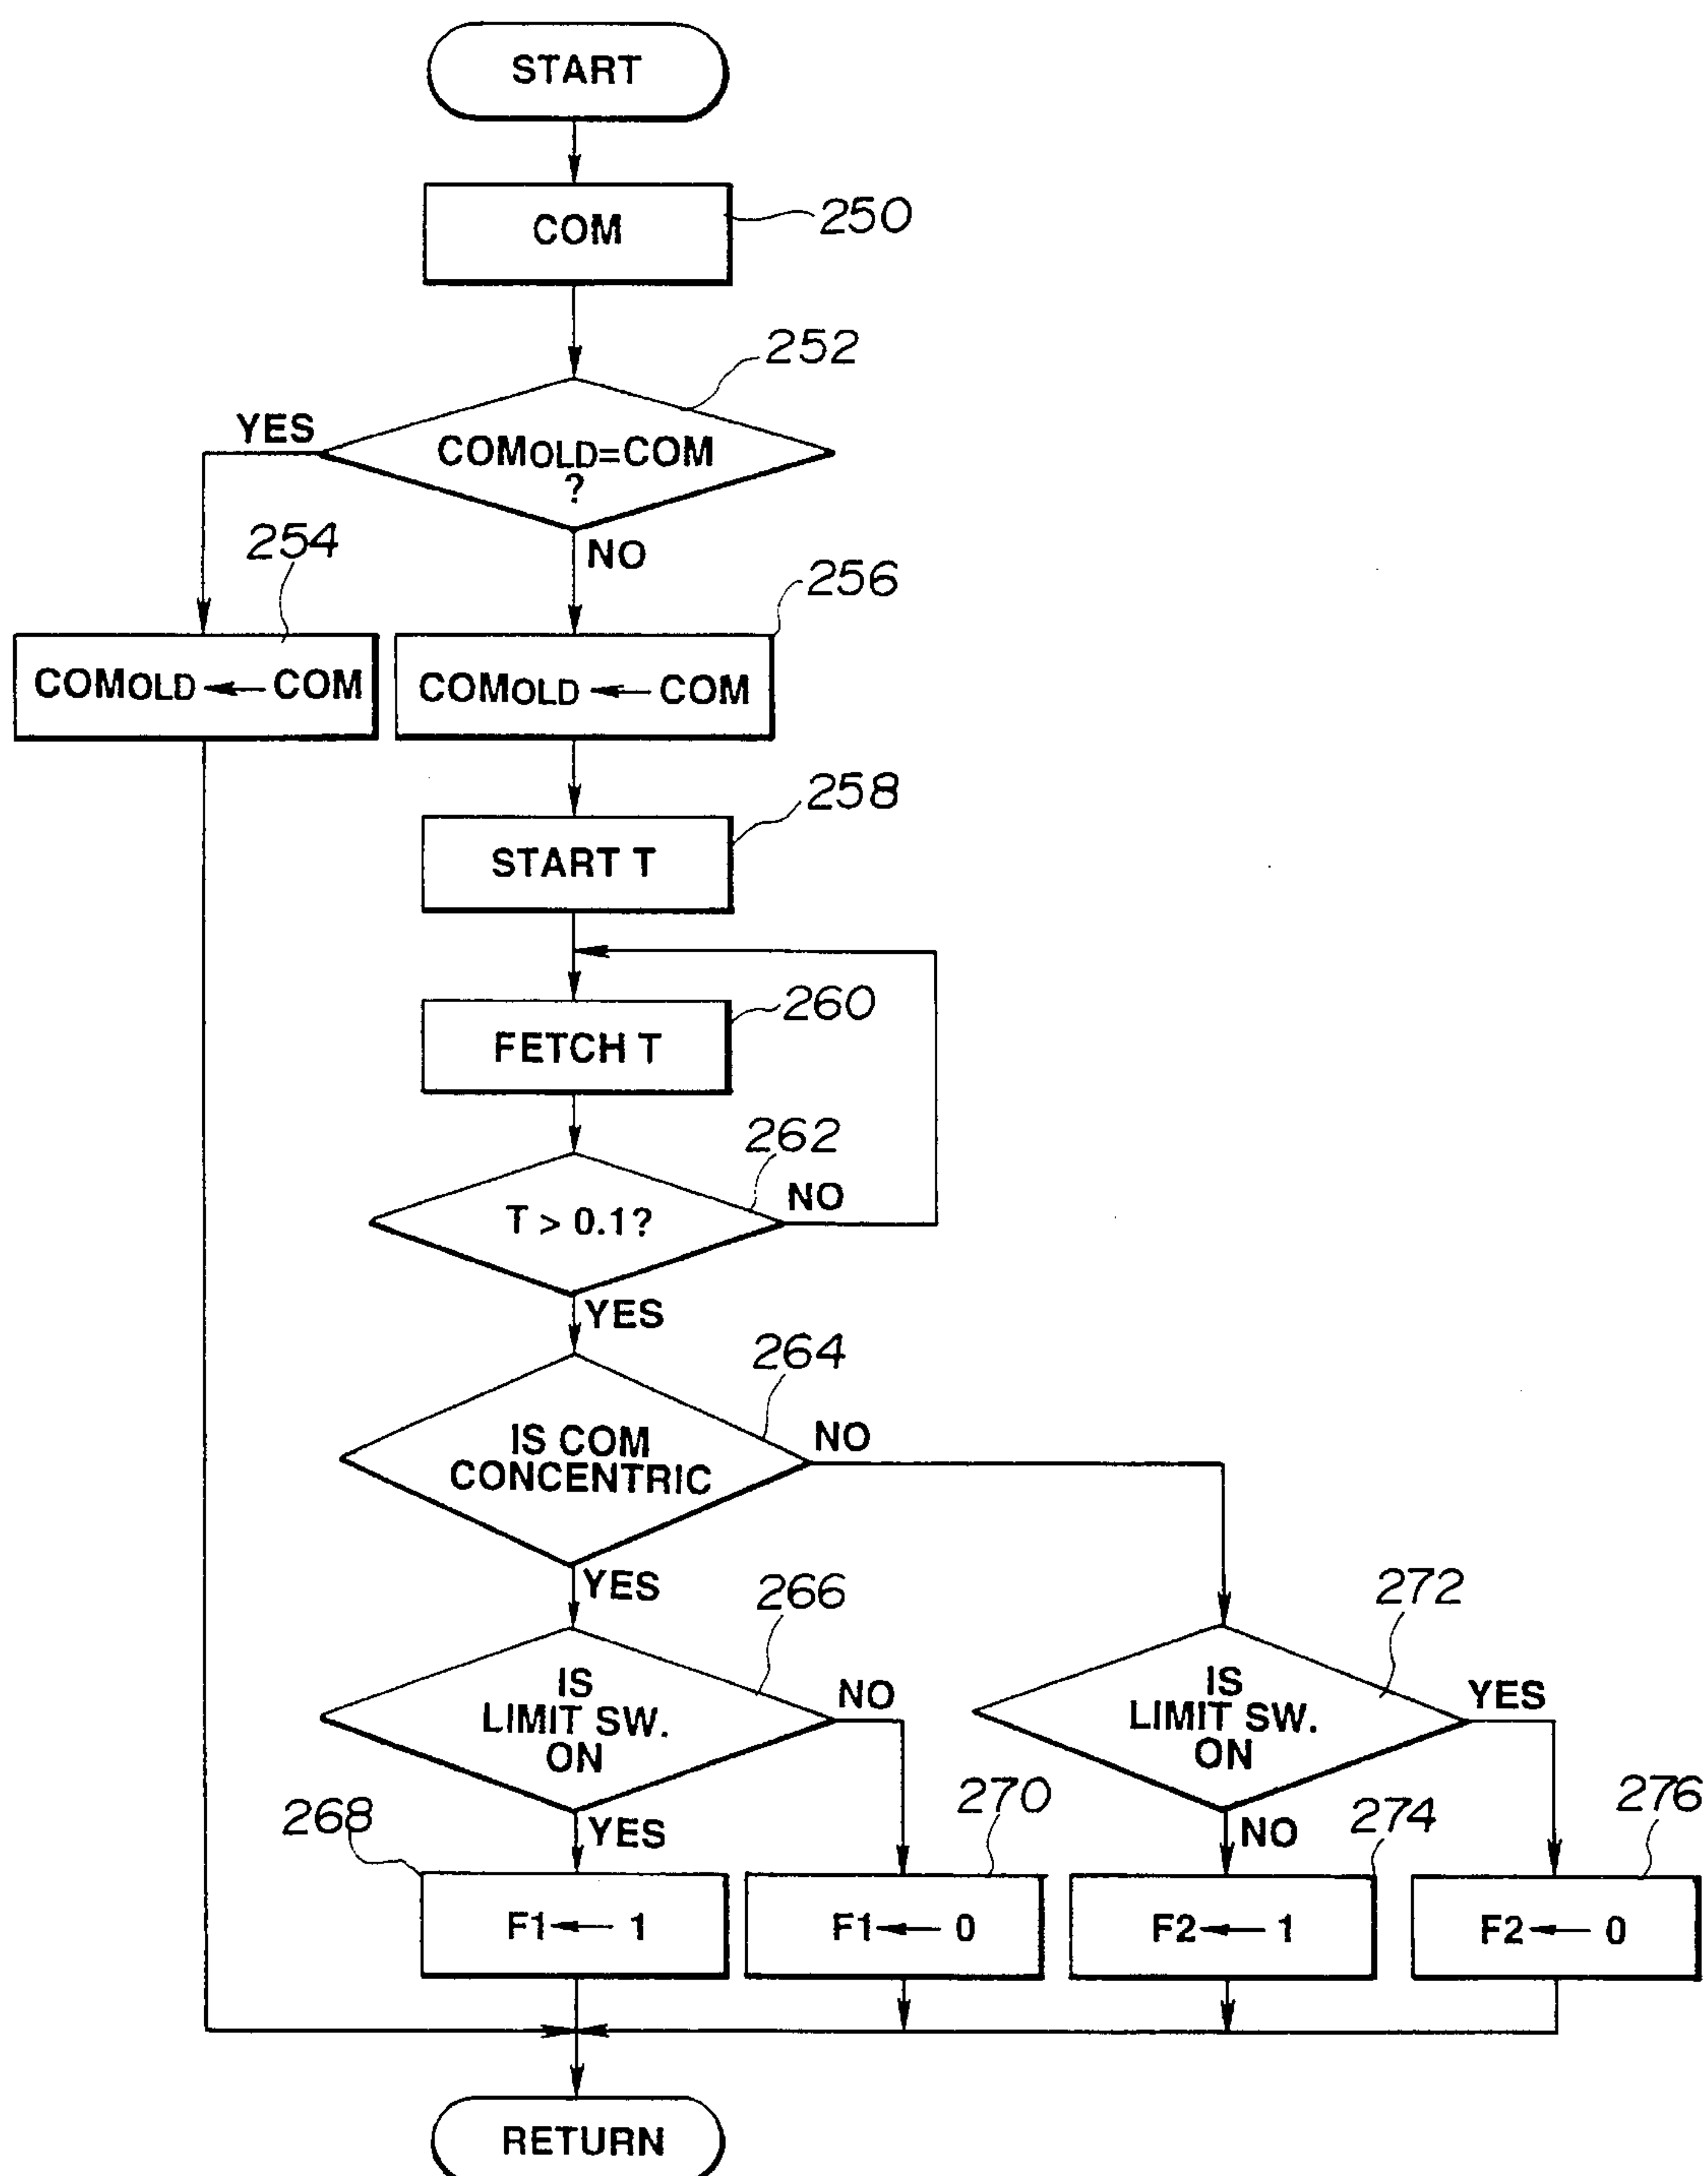 START
COM
250
252
YES
COMOLD=COM
?
NO
254
256
COMOLD ← COM
COMOLD ← COM
258
START T
260
FETCH T
262
T > 0.1?
NO
YES
264
IS COM
CONCENTRIC
NO
YES
266
272
IS
LIMIT SW.
ON
NO
IS
LIMIT SW.
ON
YES
268
YES
270
NO
274
276
F1 ← 1
F1 ← 0
F2 ← 1
F2 ← 0
RETURN